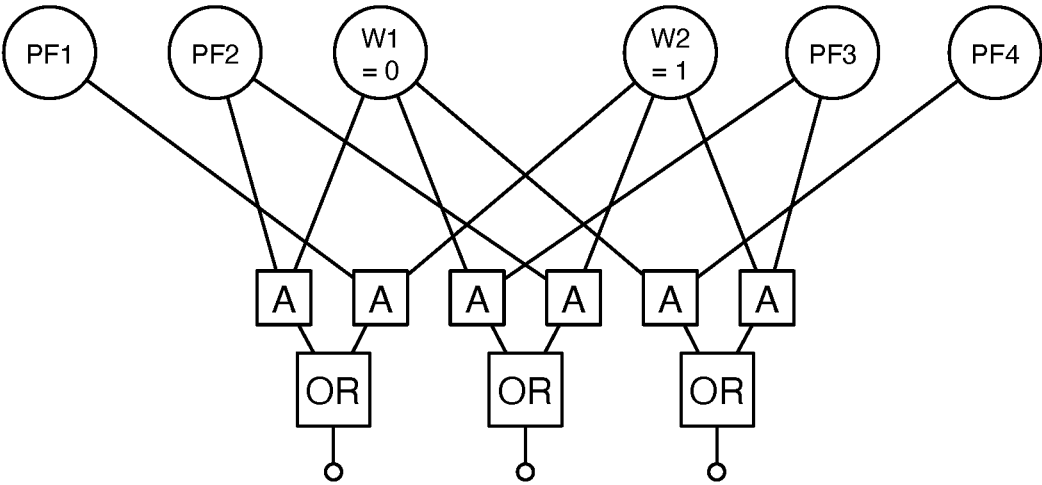 PF1
PF2
W1
= 0
W2
= 1
PF3
PF4
A
A
A
A
A
A
OR
OR
OR